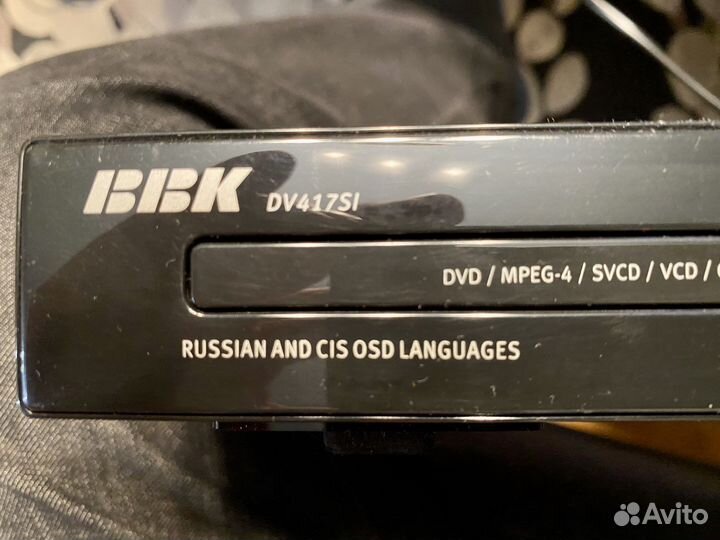 BBK DV417SI
DVD / MPEG-4 / SVCD / VCD /
RUSSIAN AND CIS OSD LANGUAGES
Avito